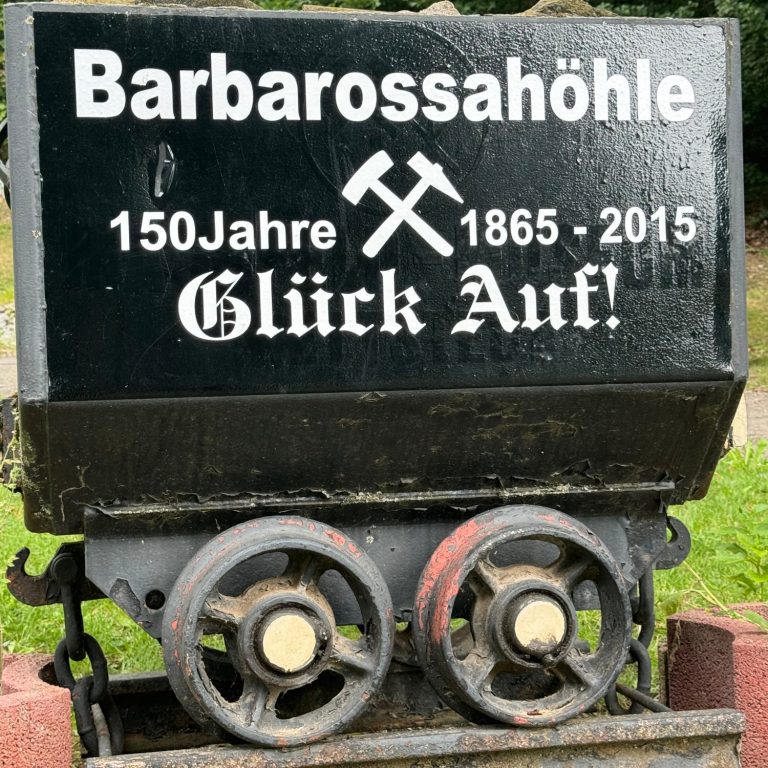 Barbarossahöhle
150Jahre 1865 - 2015
Glück Auf!